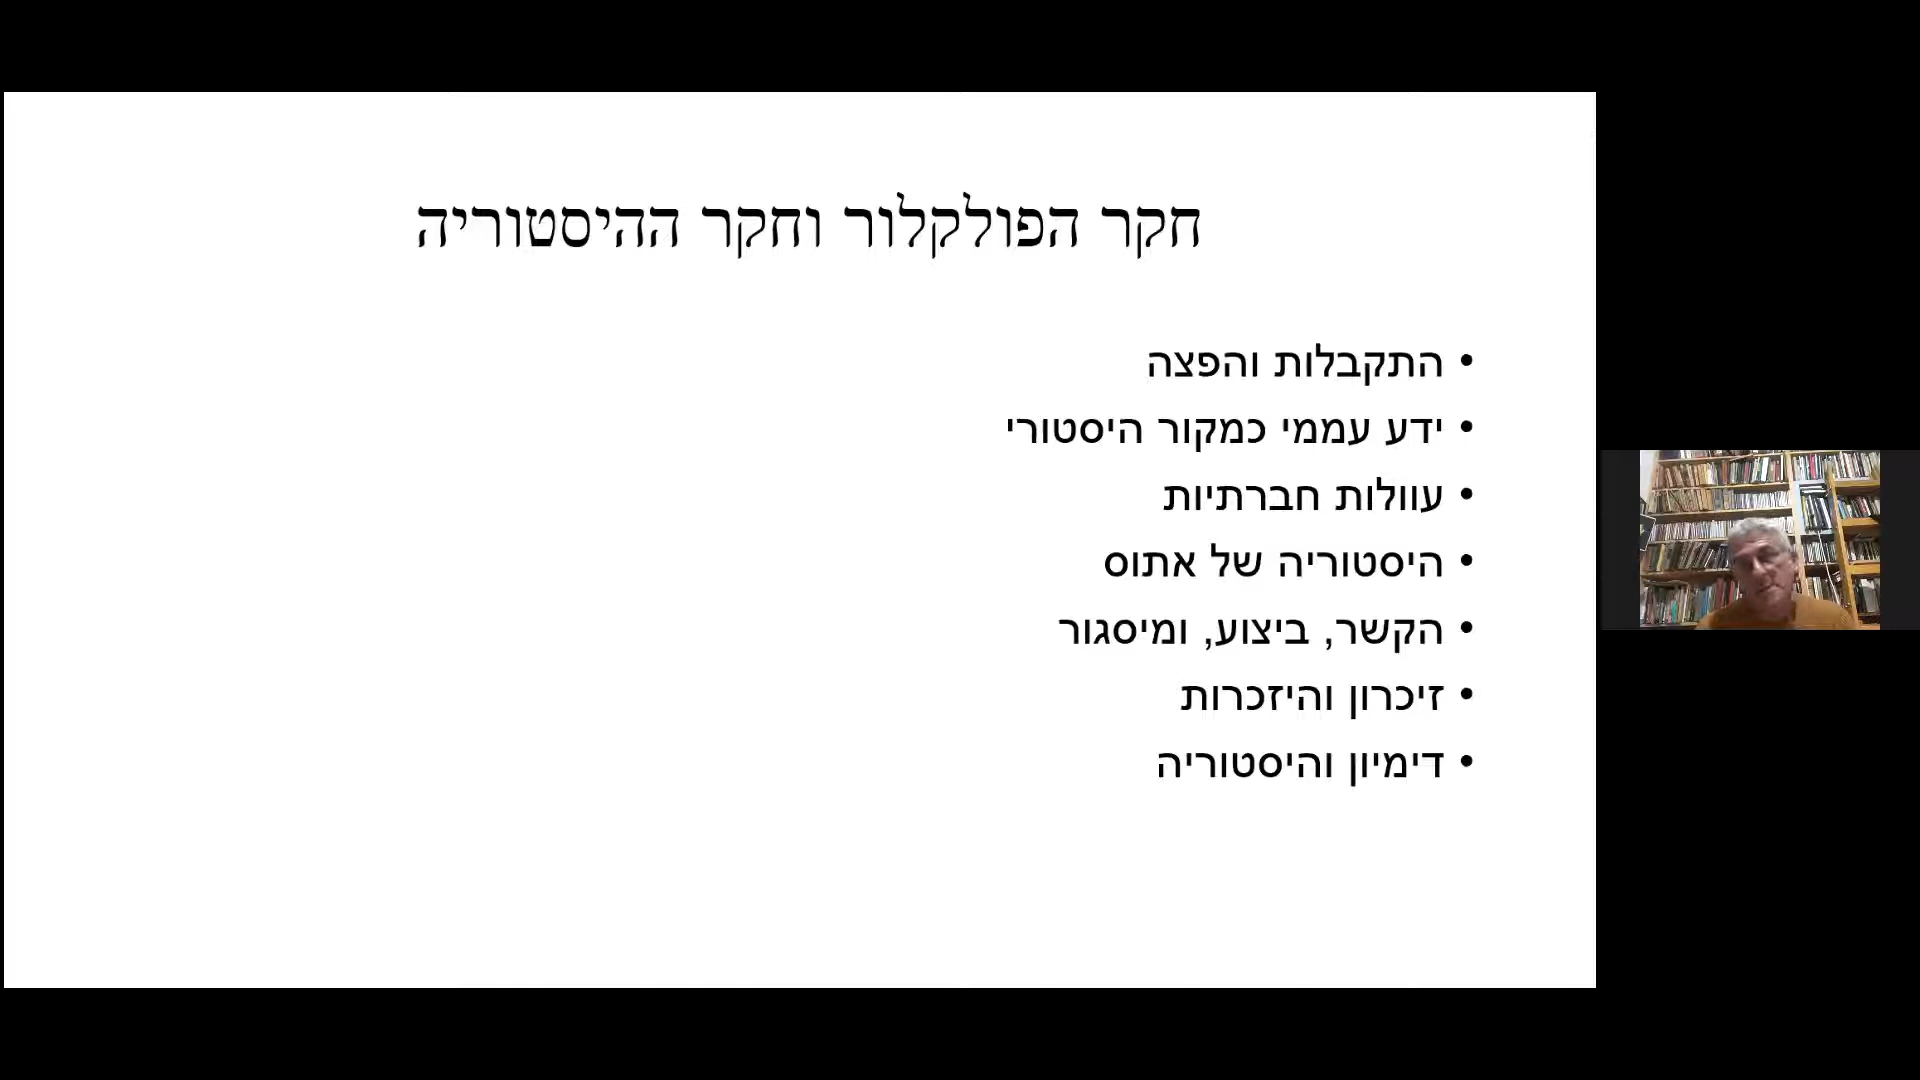 חקר הפולקלור וחקר ההיסטוריה
• התקבלות והפצה
• ידע עממי כמקור היסטורי
• עוולות חברתיות
• היסטוריה של אתוס
• הקשר, ביצוע, ומיסגור
• זיכרון והיזכרות
• דימיון והיסטוריה